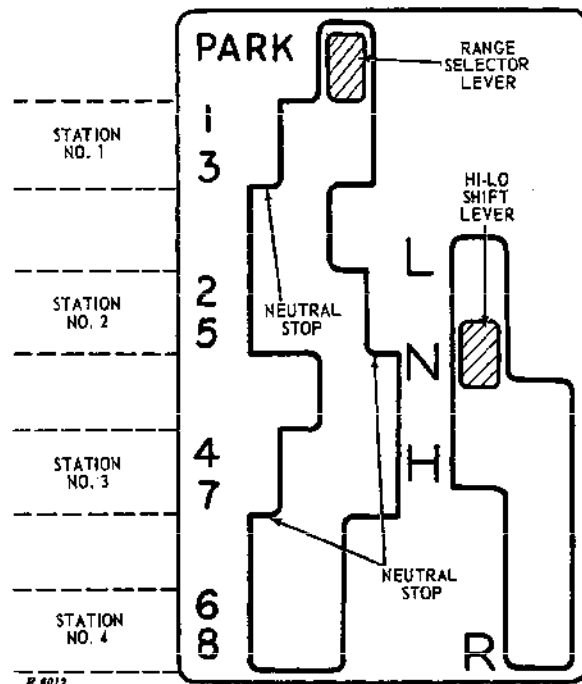 PARK
RANGE
SELECTOR
LEVER
STATION
NO. 1
1
3
HI-LO
SHIFT
LEVER
L
STATION
NO. 2
2
5
NEUTRAL
STOP
N
STATION
NO. 3
4
7
H
NEUTRAL
STOP
STATION
NO. 4
6
8
R
R 6012